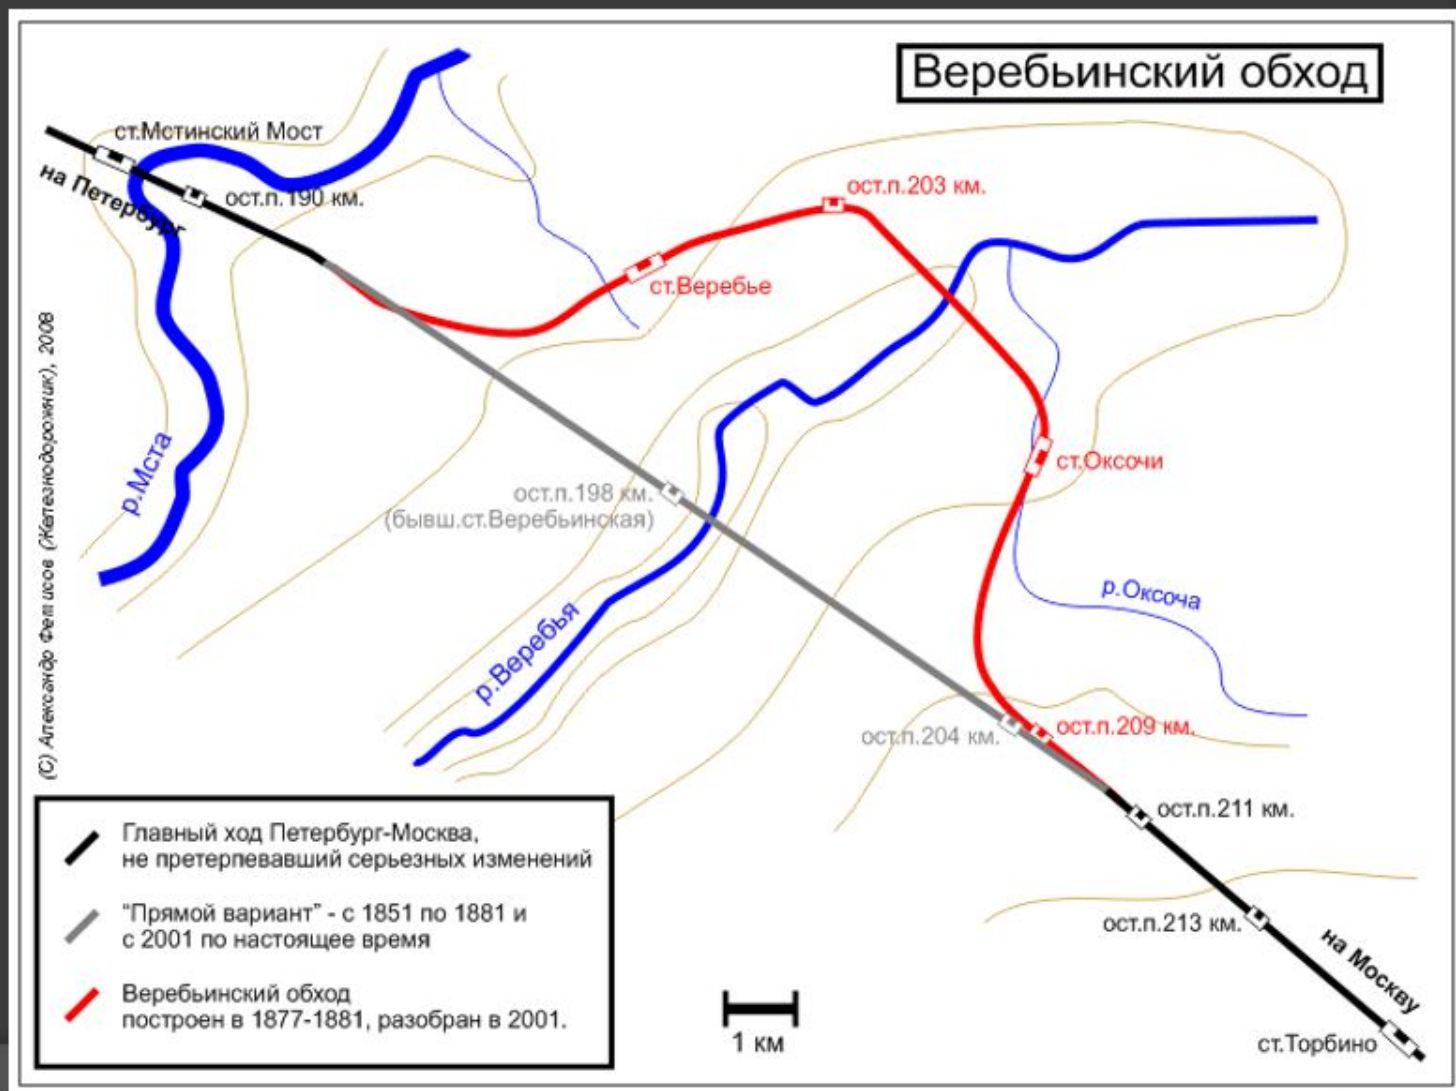 Веребьинский обход
ст.Мстинский Мост
на Петербург
ост.п.190 км.
ост.п.203 км.
ст.Веребье
р.Мста
ст.Оксочи
ост.п.198 км.
(бывш.ст.Веребьинская)
р.Оксоча
р.Веребья
ост.п.204 км.
ост.п.209 км.
ост.п.211 км.
ост.п.213 км.
на Москву
ст.Торбино
(С) Александр Фетисов (Железнодорожник), 2008
Главный ход Петербург-Москва,
не претерпевавший серьезных изменений
"Прямой вариант" - с 1851 по 1881 и
с 2001 по настоящее время
Веребьинский обход
построен в 1877-1881, разобран в 2001.
1 км